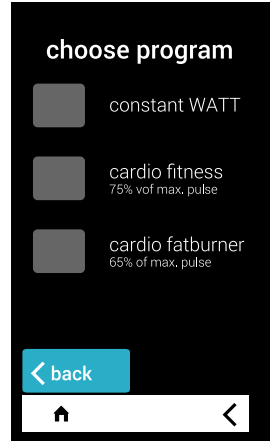 choose program
constant WATT
cardio fitness
75% vof max. pulse
cardio fatburner
65% of max. pulse
back